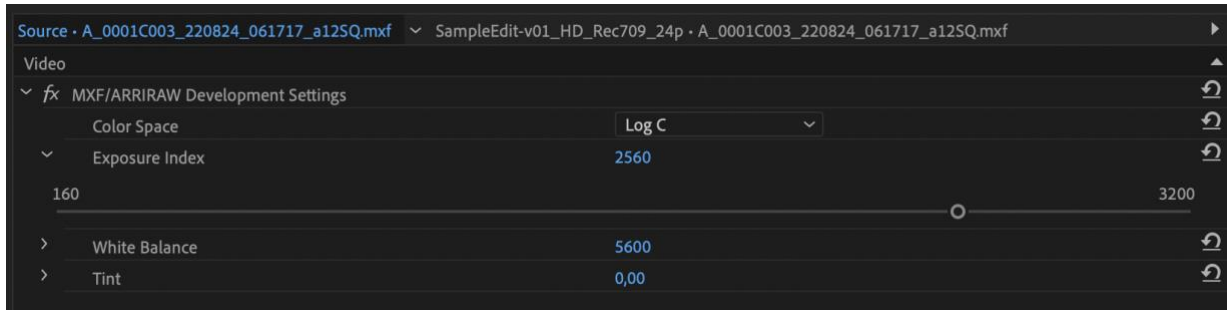 Source • A_0001C003_220824_061717_a12SQ.mxf SampleEdit-v01_HD_Rec709_24p • A_0001C003_220824_061717_a12SQ.mxf
Video
fx MXF/ARRIRAW Development Settings
Color Space Log C
Exposure Index 2560
160 3200
White Balance 5600
Tint 0,00